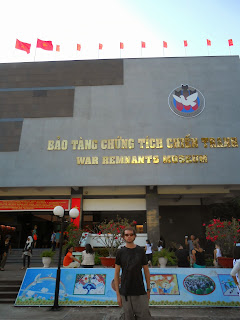 BẢO TÀNG CHỨNG TÍCH CHIẾN TRANH
WAR REMNANTS MUSEUM